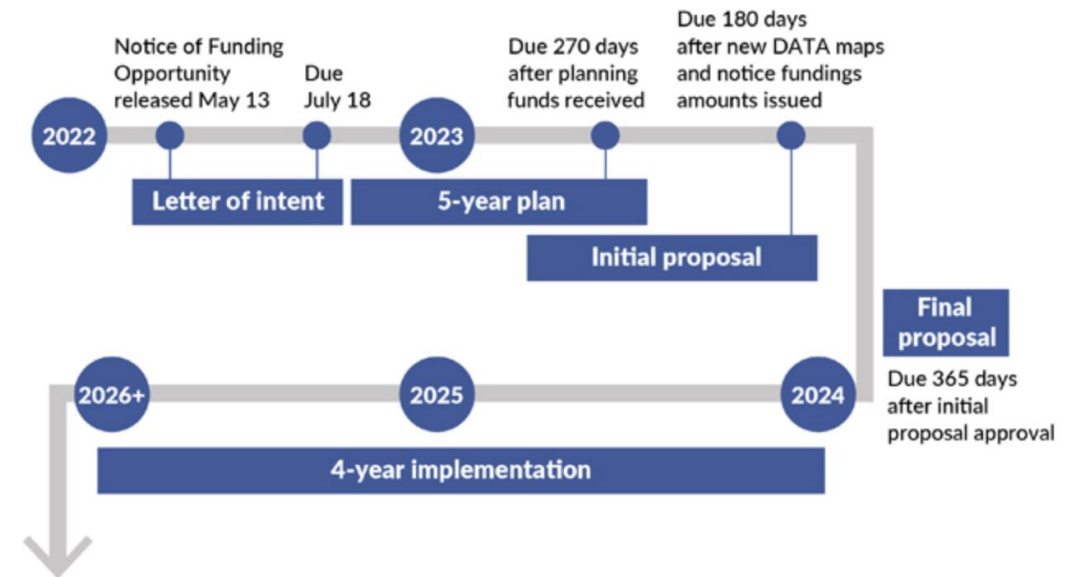 Notice of Funding
Opportunity
released May 13
Due
July 18
Due 270 days
after planning
funds received
Due 180 days
after new DATA maps
and notice fundings
amounts issued
2022
2023
Letter of intent
5-year plan
Initial proposal
Final
proposal
Due 365 days
after initial
proposal approval
2026+
2025
2024
4-year implementation